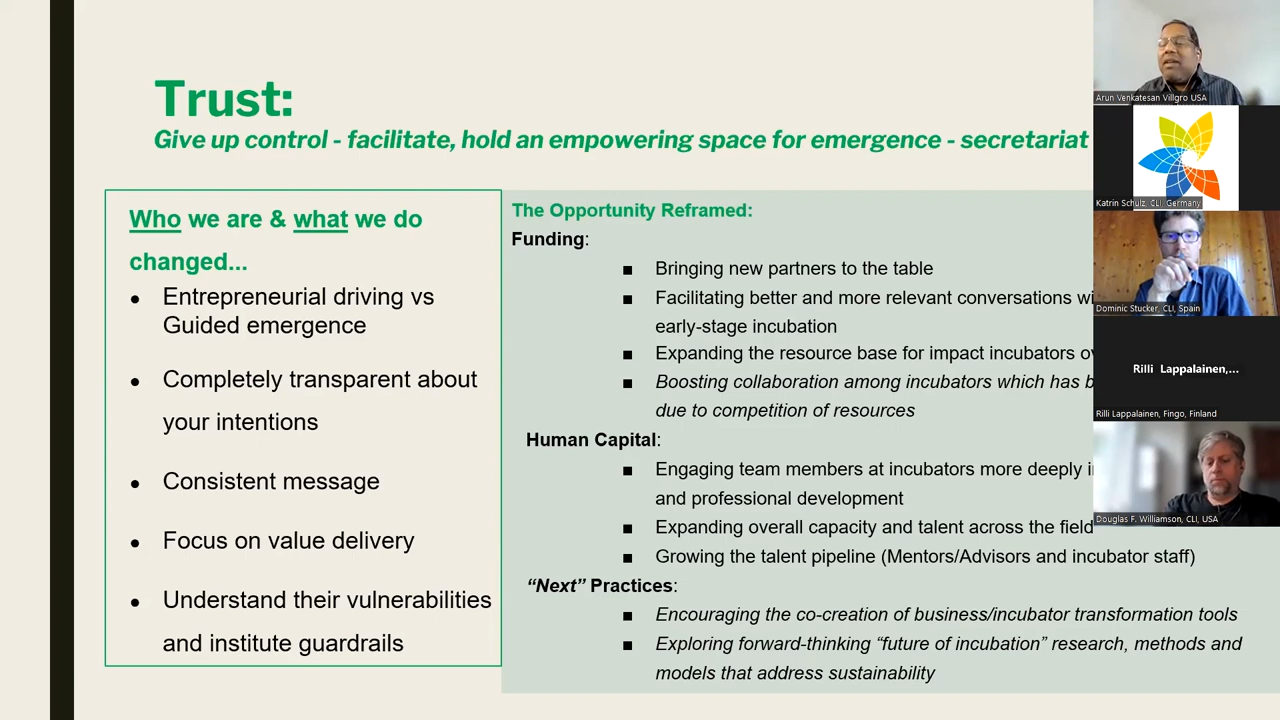 Trust:
Give up control - facilitate, hold an empowering space for emergence - secretariat
Who we are & what we do
changed...
● Entrepreneurial driving vs
Guided emergence
● Completely transparent about
your intentions
● Consistent message
● Focus on value delivery
● Understand their vulnerabilities
and institute guardrails
The Opportunity Reframed:
Funding:
■ Bringing new partners to the table
■ Facilitating better and more relevant conversations
early-stage incubation
■ Expanding the resource base for impact incubators
■ Boosting collaboration among incubators which has
due to competition of resources
Human Capital:
■ Engaging team members at incubators more deeply
and professional development
■ Expanding overall capacity and talent across the field
■ Growing the talent pipeline (Mentors/Advisors and incubator staff)
“Next” Practices:
■ Encouraging the co-creation of business/incubator transformation tools
■ Exploring forward-thinking “future of incubation” research, methods and
models that address sustainability
Arun Venkatesan Villgro USA
Katrin Schulz, CLI, Germany
Dominic Stucker, CLI, Spain
Rilli Lappalainen,...
Rilli Lappalainen, Fingo, Finland
Douglas F. Williamson, CLI, USA